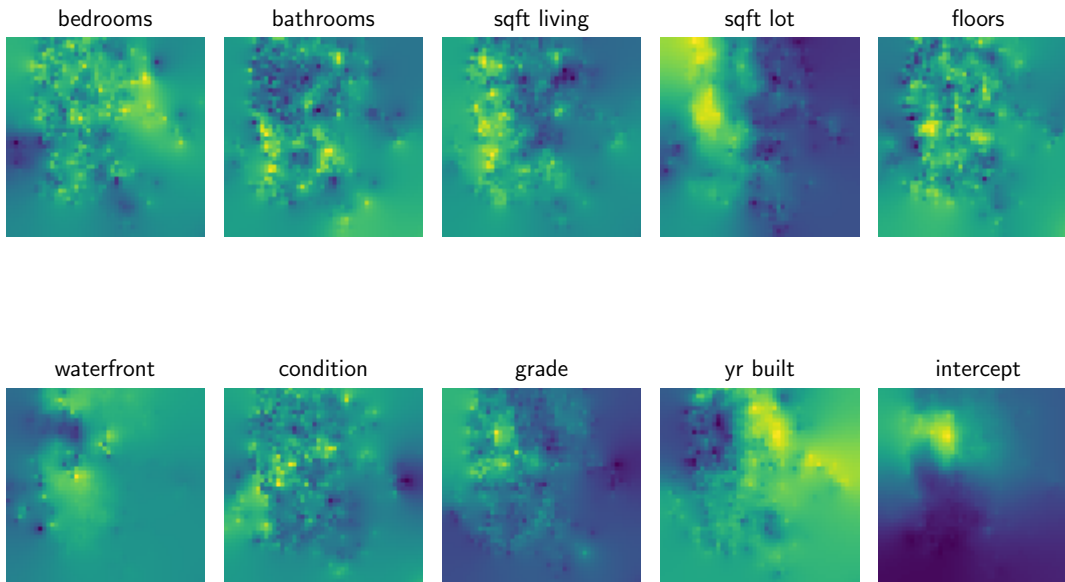 bedrooms
bathrooms
sqft living
sqft lot
floors
waterfront
condition
grade
yr built
intercept